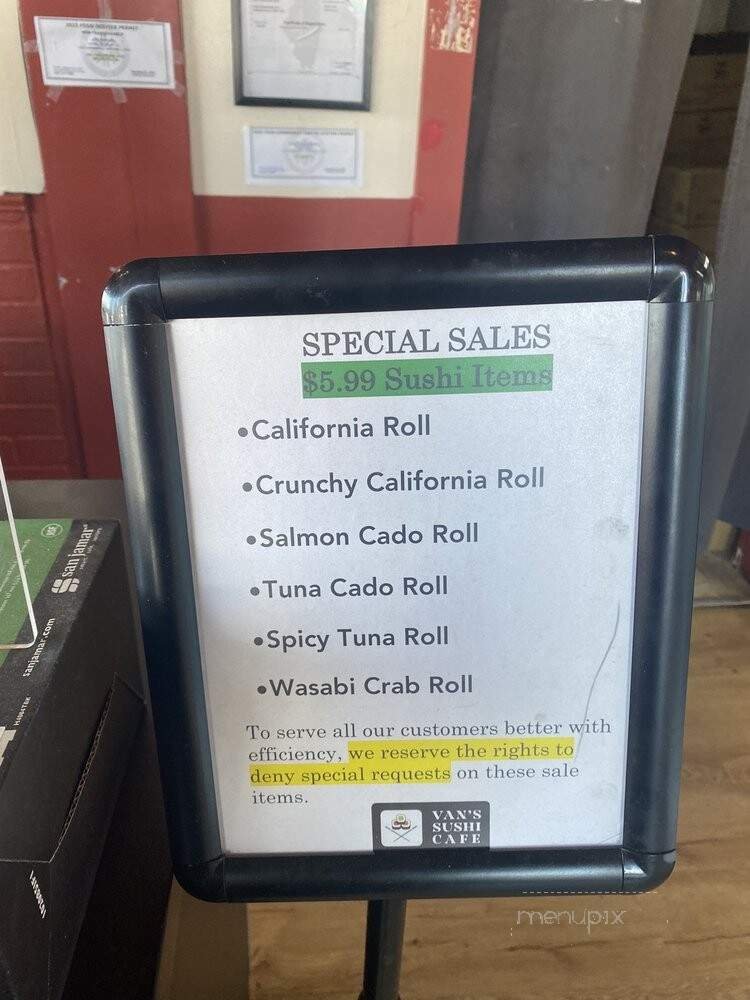 SPECIAL SALES
$5.99 Sushi Items
•California Roll
•Crunchy California Roll
•Salmon Cado Roll
•Tuna Cado Roll
•Spicy Tuna Roll
•Wasabi Crab Roll
To serve all our customers better with
efficiency, we reserve the rights to
deny special requests on these sale
items.
VAN'S
SUSHI
CAFE
san jamar
sanjamar.com
NSF
menupix